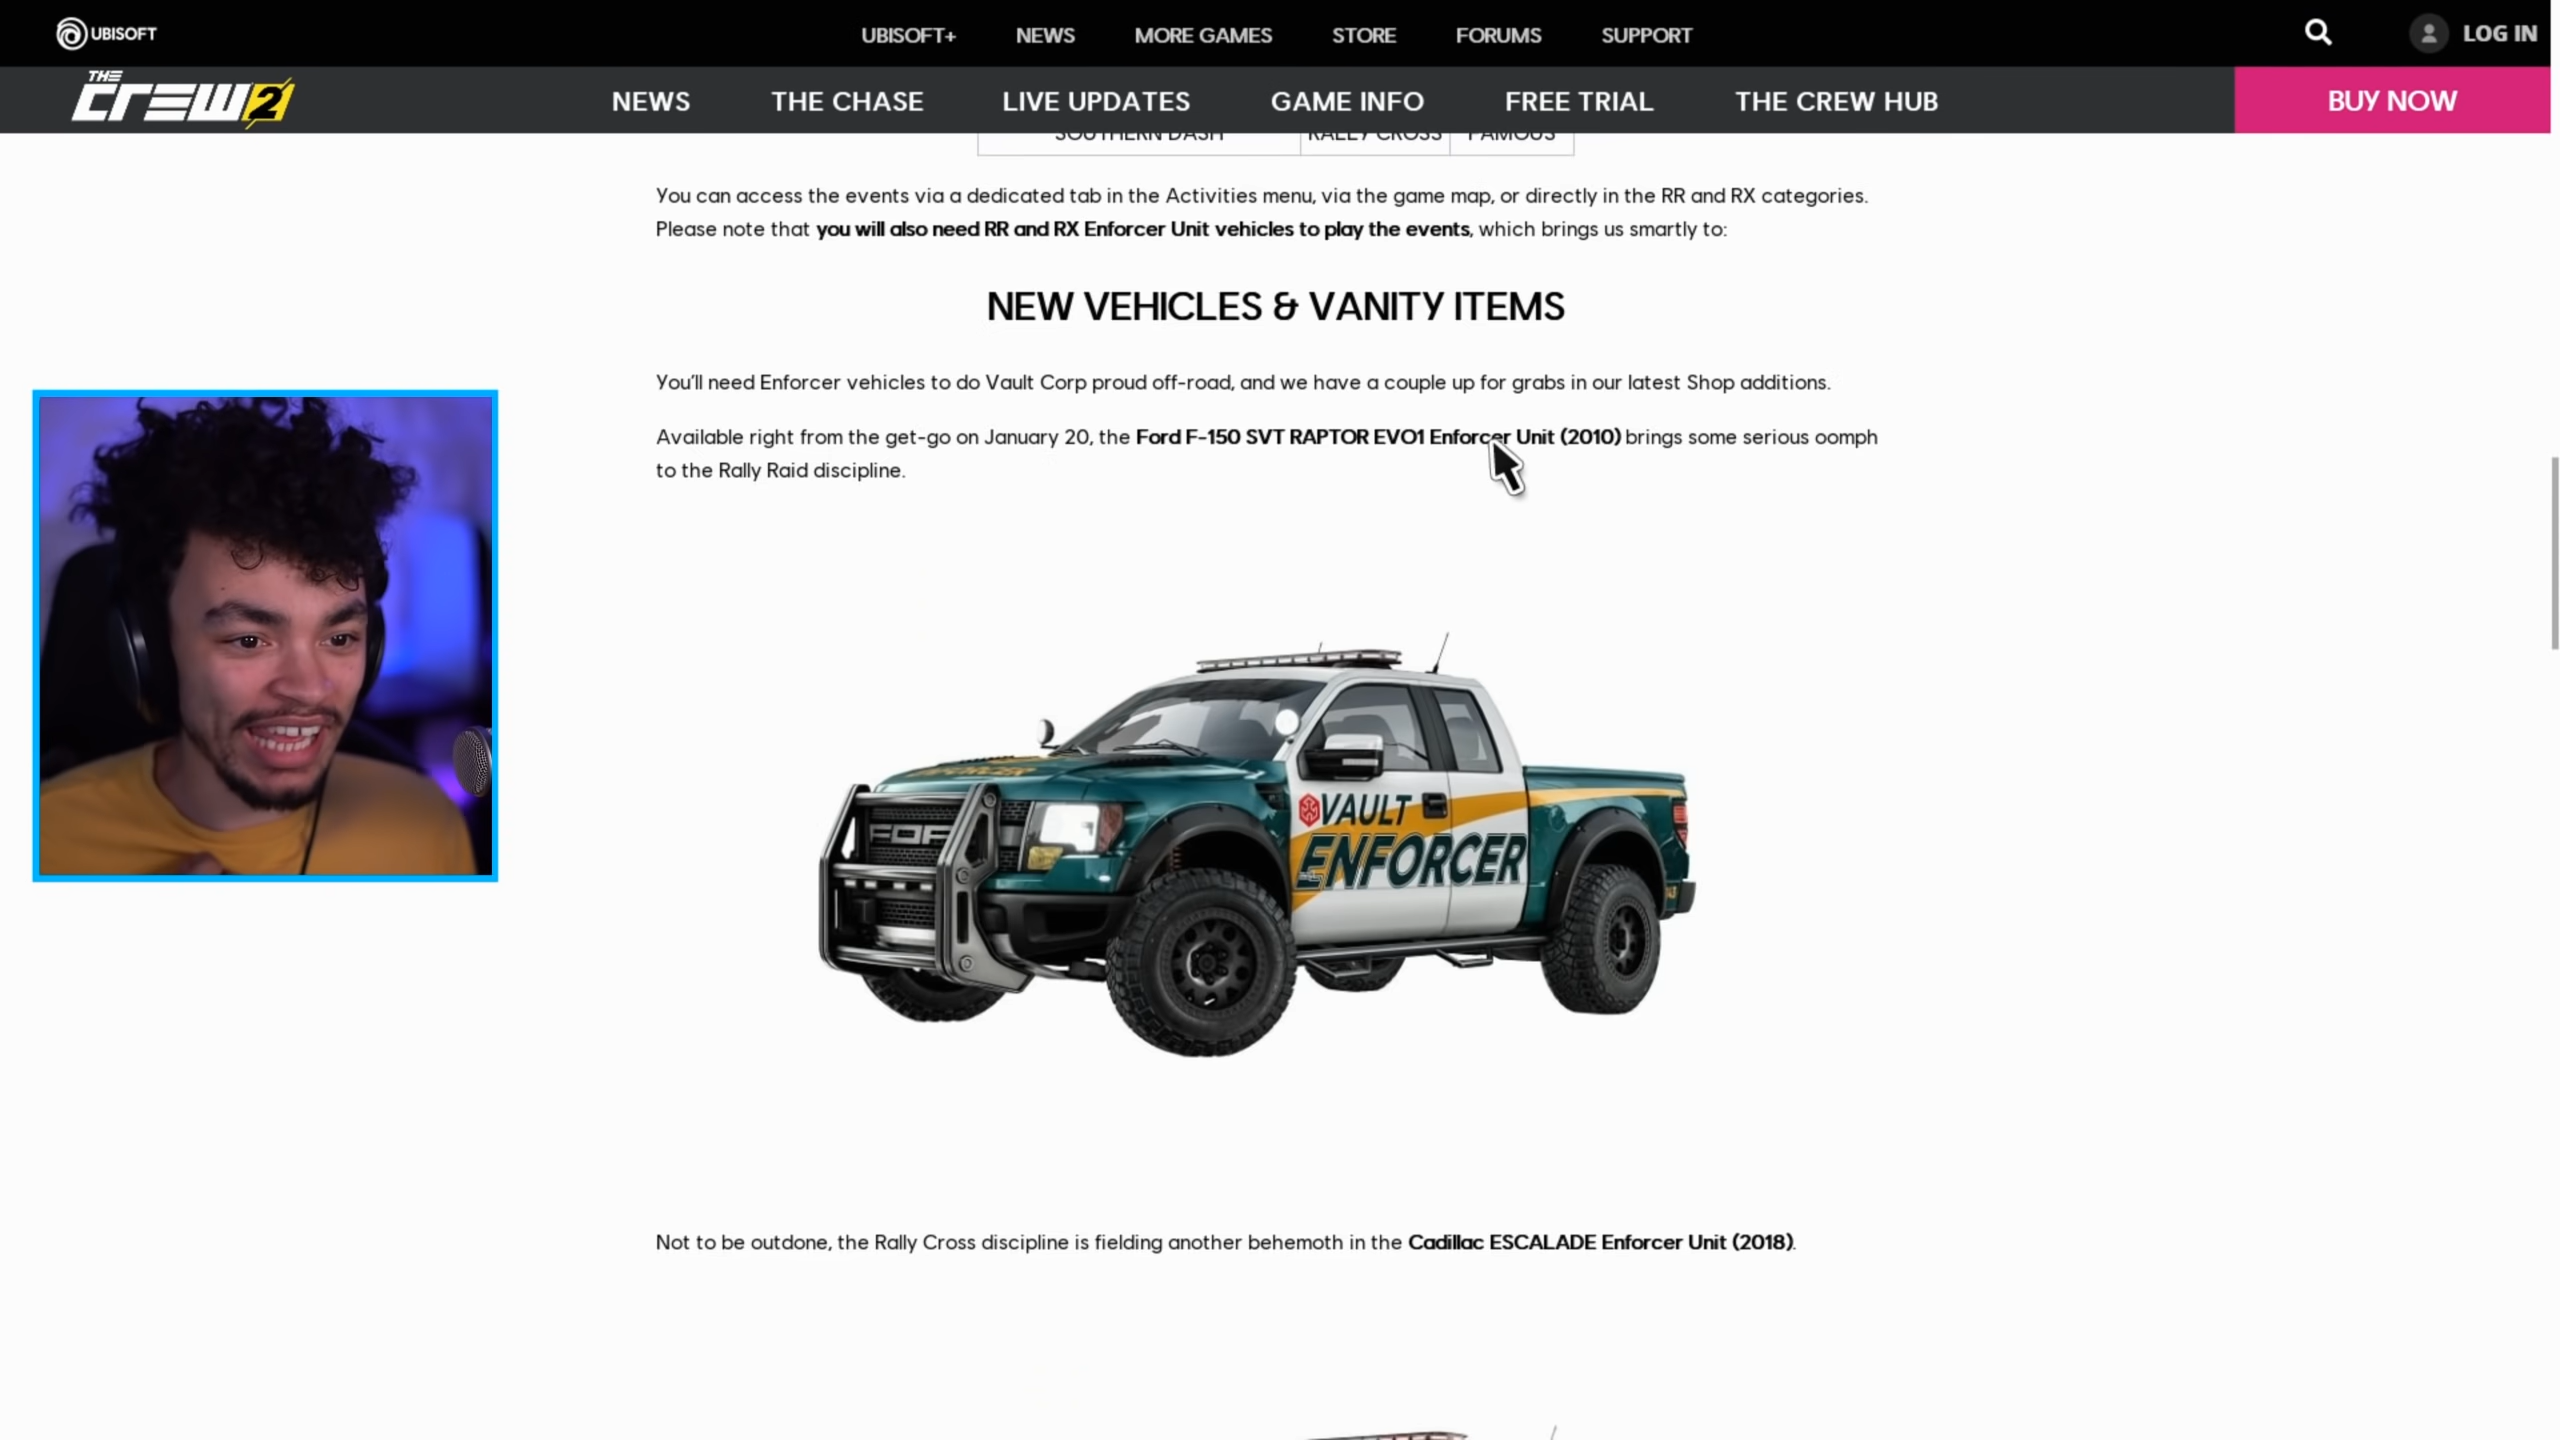 UBISOFT
UBISOFT+ NEWS MORE GAMES STORE FORUMS SUPPORT
LOG IN
THE CREW 2
NEWS THE CHASE LIVE UPDATES GAME INFO FREE TRIAL THE CREW HUB
BUY NOW
SOUTHERN DASH RALLY CROSS FAMOUS
You can access the events via a dedicated tab in the Activities menu, via the game map, or directly in the RR and RX categories.
Please note that you will also need RR and RX Enforcer Unit vehicles to play the events, which brings us smartly to:
NEW VEHICLES & VANITY ITEMS
You'll need Enforcer vehicles to do Vault Corp proud off-road, and we have a couple up for grabs in our latest Shop additions.
Available right from the get-go on January 20, the Ford F-150 SVT RAPTOR EVO1 Enforcer Unit (2010) brings some serious oomph
to the Rally Raid discipline.
ENFORCER
VAULT
ENFORCER
Not to be outdone, the Rally Cross discipline is fielding another behemoth in the Cadillac ESCALADE Enforcer Unit (2018).